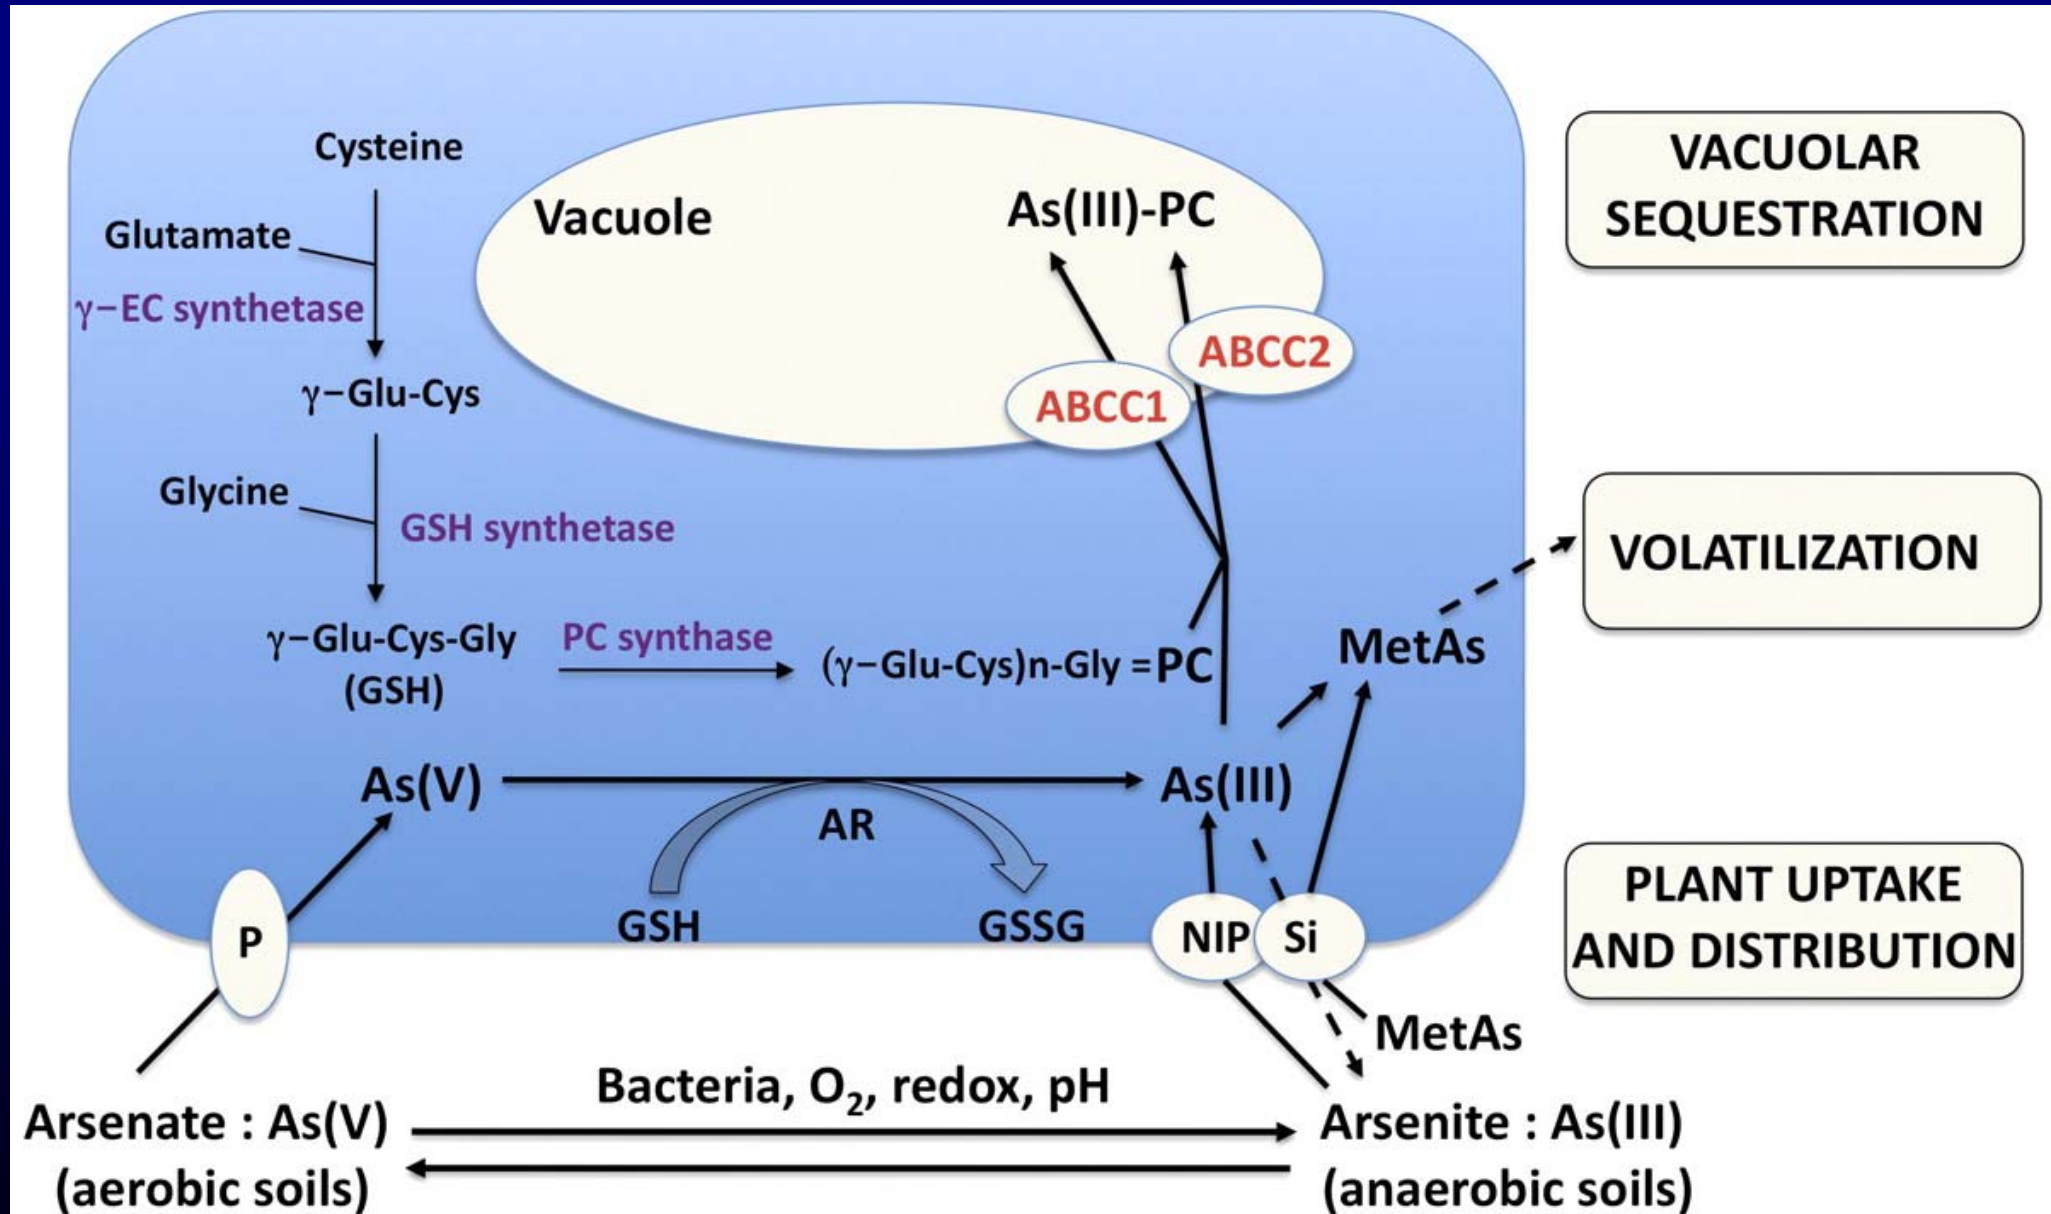 Cysteine
Glutamate
γ−EC synthetase
γ−Glu-Cys
Glycine
GSH synthetase
γ−Glu-Cys-Gly
(GSH)
PC synthase
(γ−Glu-Cys)n-Gly =PC
Vacuole
As(III)-PC
ABCC2
ABCC1
MetAs
As(V)
As(III)
AR
GSH
GSSG
P
NIP
Si
MetAs
Bacteria, O₂, redox, pH
Arsenate : As(V)
(aerobic soils)
Arsenite : As(III)
(anaerobic soils)
VACUOLAR
SEQUESTRATION
VOLATILIZATION
PLANT UPTAKE
AND DISTRIBUTION